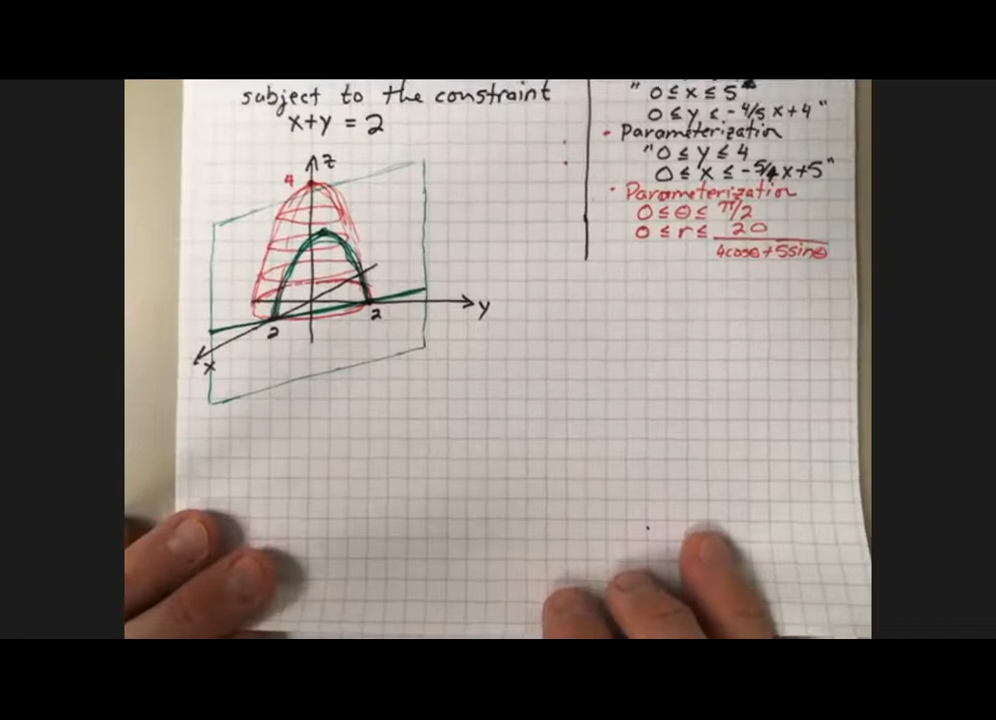 subject to the constraint
x+y = 2
z
4
y
2
2
x
" 0 ≤ x ≤ 5 "
0 ≤ y ≤ -4/5 x+4 "
• Parameterization
"0 ≤ y ≤ 4
0 ≤ x ≤ -5/4 x+5"
• Parameterization
0 ≤ θ ≤ π/2
0 ≤ r ≤ 20
4cosθ+5sinθ